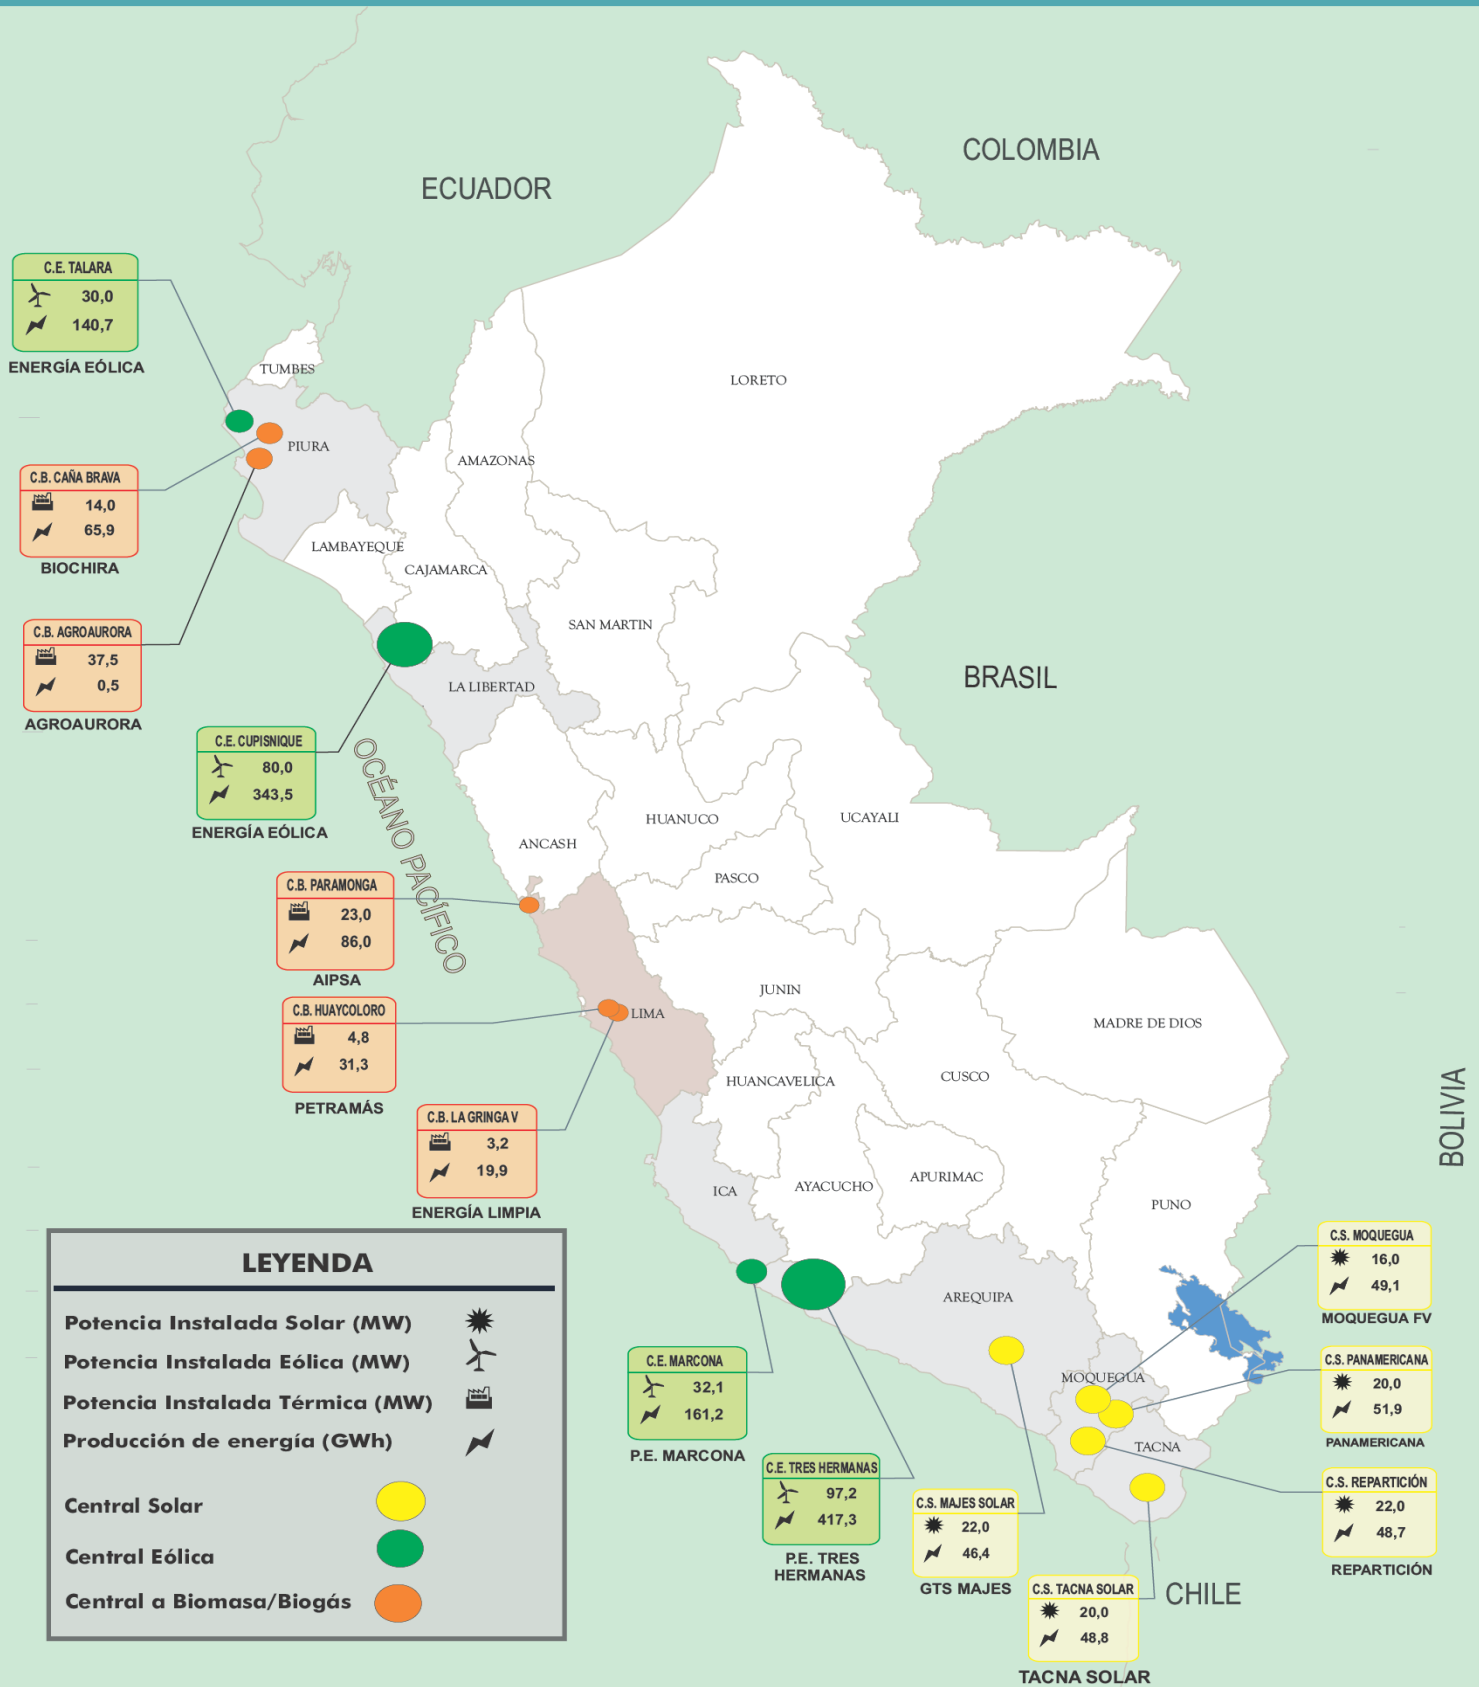 COLOMBIA
ECUADOR
C.E. TALARA
30,0
140,7
ENERGÍA EÓLICA
TUMBES
LORETO
PIURA
AMAZONAS
C.B. CAÑA BRAVA
14,0
65,9
BIOCHIRA
LAMBAYEQUE
CAJAMARCA
SAN MARTIN
C.B. AGROAURORA
37,5
0,5
AGROAURORA
LA LIBERTAD
BRASIL
C.E. CUPISNIQUE
80,0
343,5
ENERGÍA EÓLICA
OCÉANO PACÍFICO
HUANUCO
UCAYALI
ANCASH
PASCO
C.B. PARAMONGA
23,0
86,0
AIPSA
JUNIN
C.B. HUAYCOLORO
4,8
31,3
PETRAMÁS
LIMA
MADRE DE DIOS
HUANCAVELICA
CUSCO
BOLIVIA
C.B. LA GRINGA V
3,2
19,9
ENERGÍA LIMPIA
ICA
AYACUCHO
APURIMAC
PUNO
LEYENDA
Potencia Instalada Solar (MW)
Potencia Instalada Eólica (MW)
Potencia Instalada Térmica (MW)
Producción de energía (GWh)
Central Solar
Central Eólica
Central a Biomasa/Biogás
AREQUIPA
MOQUEGUA
TACNA
C.S. MOQUEGUA
16,0
49,1
MOQUEGUA FV
C.S. PANAMERICANA
20,0
51,9
PANAMERICANA
C.E. MARCONA
32,1
161,2
P.E. MARCONA
C.E. TRES HERMANAS
97,2
417,3
P.E. TRES
HERMANAS
C.S. MAJES SOLAR
22,0
46,4
GTS MAJES
C.S. REPARTICIÓN
22,0
48,7
REPARTICIÓN
C.S. TACNA SOLAR
20,0
48,8
TACNA SOLAR
CHILE